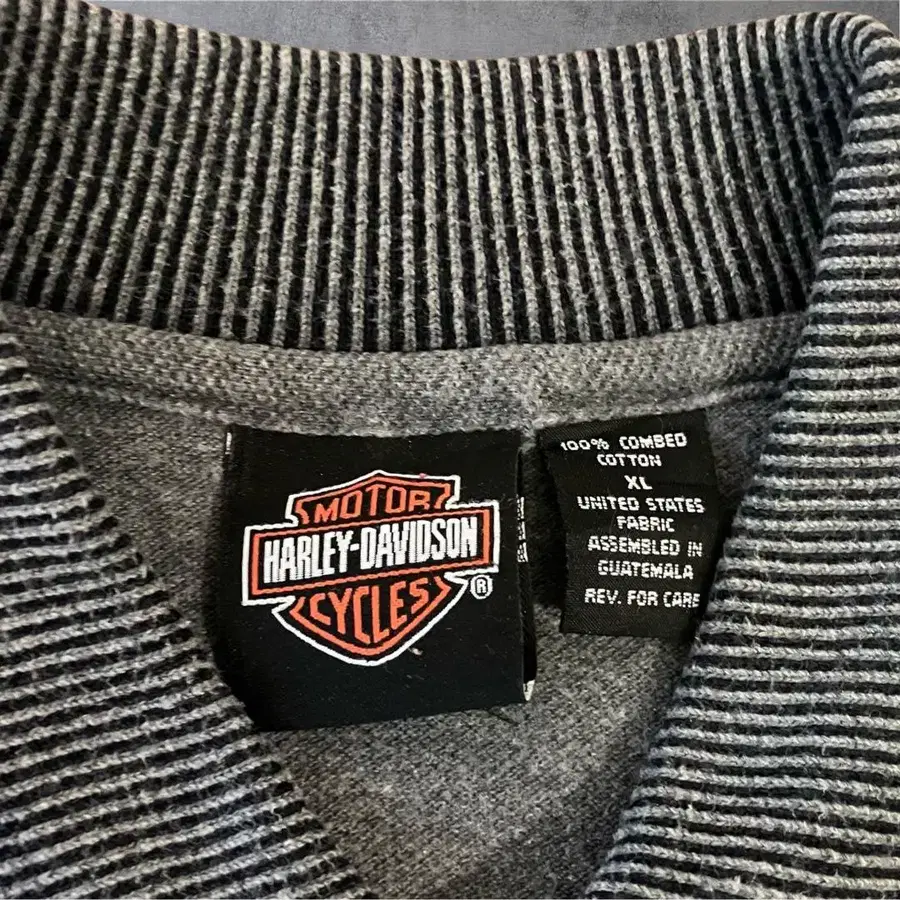 MOTOR
HARLEY-DAVIDSON
CYCLES
®
100% COMBED
COTTON
XL
UNITED STATES
FABRIC
ASSEMBLED IN
GUATEMALA
REV. FOR CARE